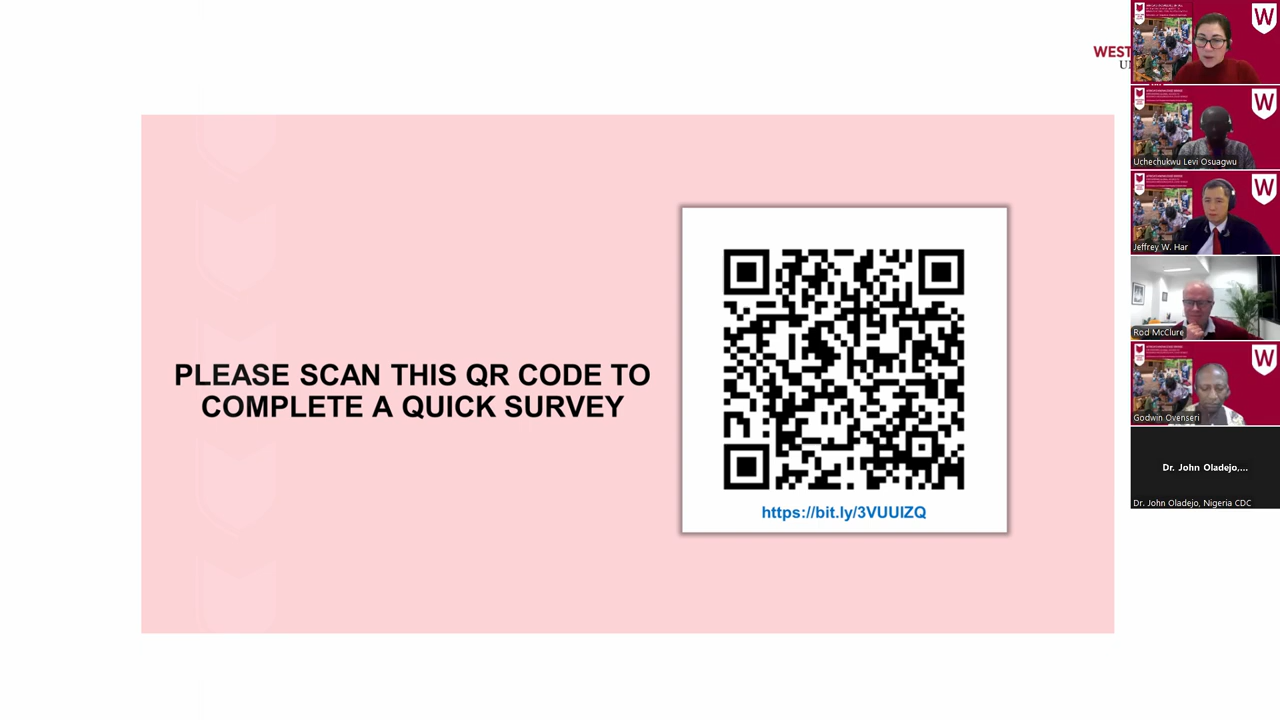 WEST
UN
PLEASE SCAN THIS QR CODE TO
COMPLETE A QUICK SURVEY
https://bit.ly/3VUUIZQ
W
W
Uchechukwu Levi Osuagwu
W
Jeffrey W. Har
Rod McClure
W
Godwin Ovenseri
Dr. John Oladejo,...
Dr. John Oladejo, Nigeria CDC